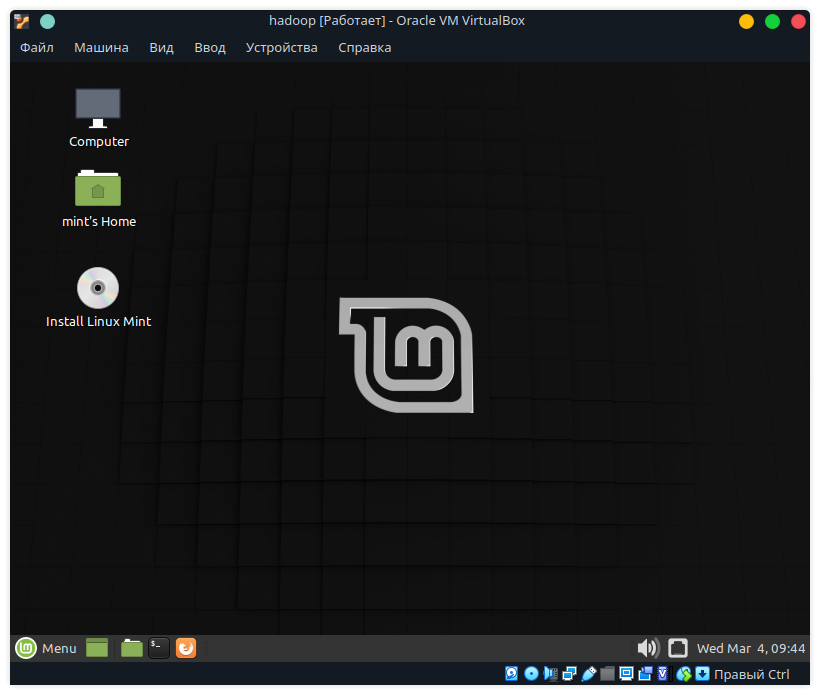 hadoop [Работает] - Oracle VM VirtualBox
Файл Машина Вид Ввод Устройства Справка
Computer
mint's Home
Install Linux Mint
lm
Menu $_ Wed Mar 4, 09:44
V Правый Ctrl